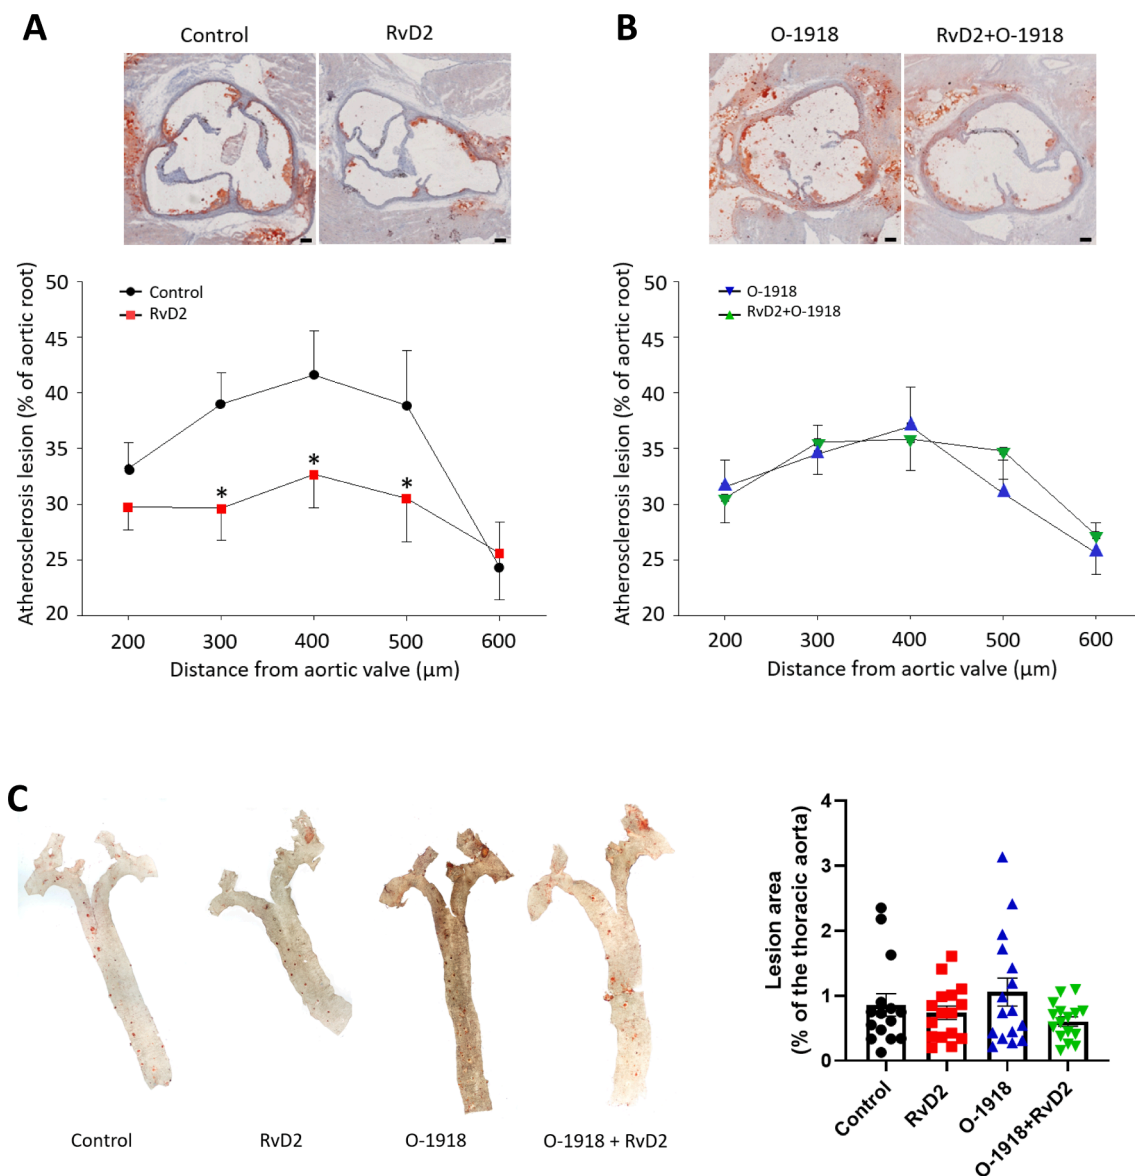 A
Control
RvD2
Atherosclerosis lesion (% of aortic root)
50
45
40
35
30
25
20
Control
RvD2
*
*
*
200
300
400
500
600
Distance from aortic valve (µm)
B
O-1918
RvD2+O-1918
Atherosclerosis lesion (% of aortic root)
50
45
40
35
30
25
20
O-1918
RvD2+O-1918
200
300
400
500
600
Distance from aortic valve (µm)
C
Control
RvD2
O-1918
O-1918 + RvD2
Lesion area
(% of the thoracic aorta)
4
3
2
1
0
Control
RvD2
O-1918
O-1918+RvD2